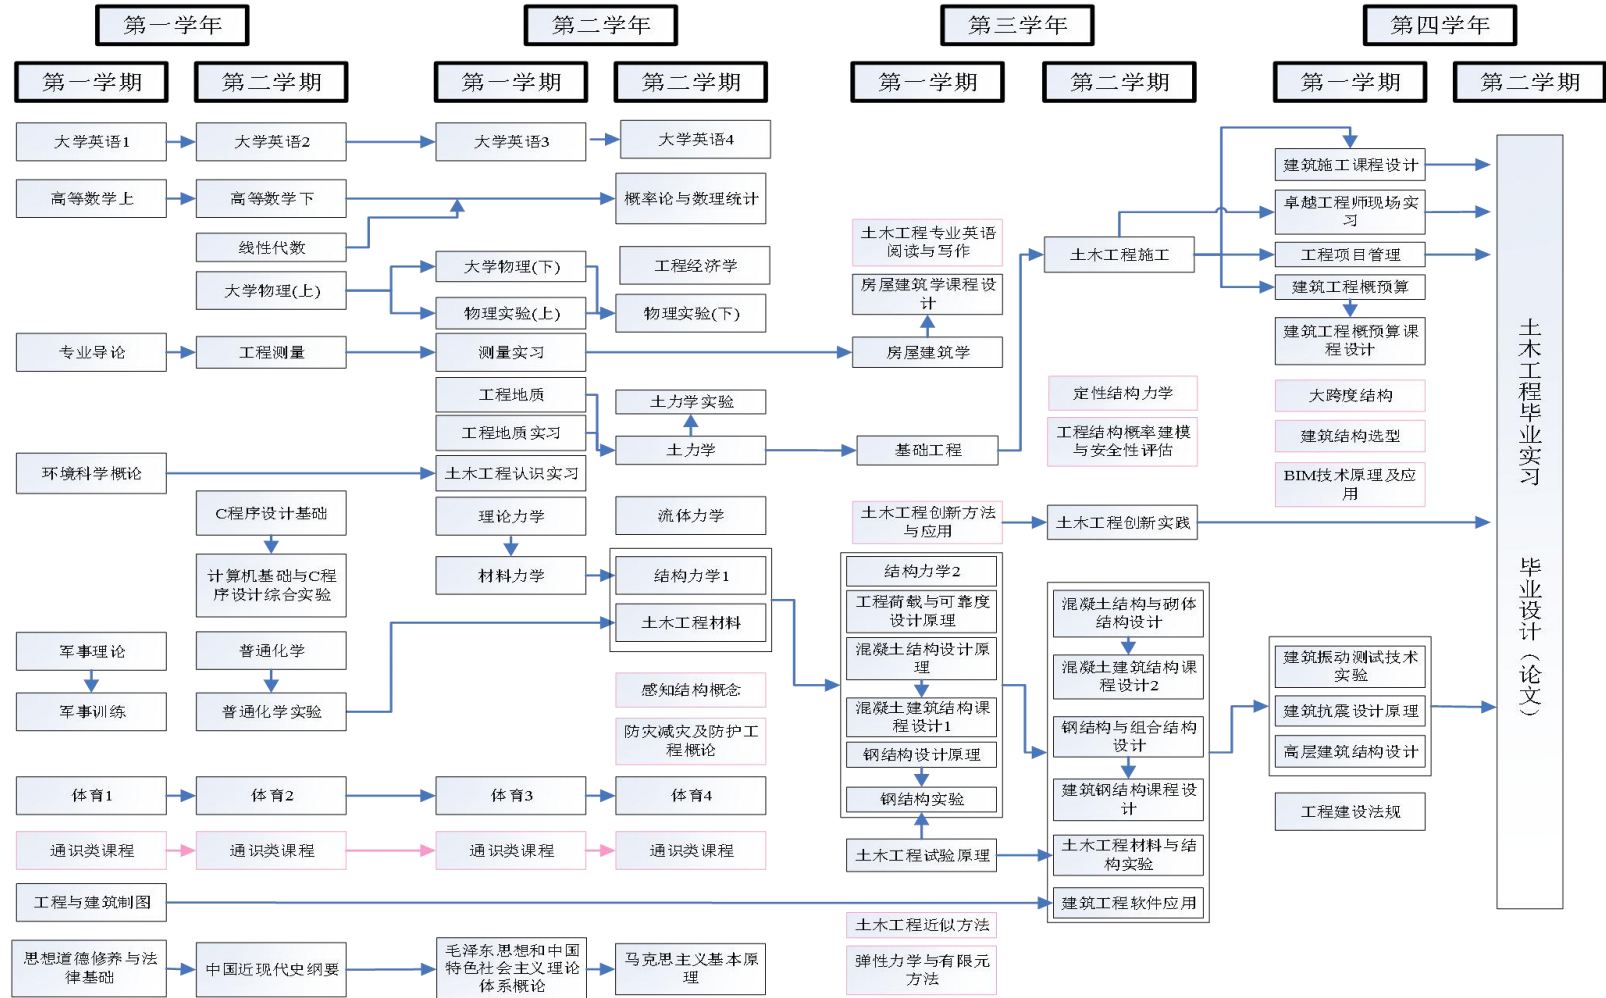 第一学年
第二学年
第三学年
第四学年
第一学期
第二学期
第一学期
第二学期
第一学期
第二学期
第一学期
第二学期
大学英语1
大学英语2
大学英语3
大学英语4
高等数学上
高等数学下
概率论与数理统计
线性代数
大学物理(上)
大学物理(下)
工程经济学
物理实验(上)
物理实验(下)
专业导论
工程测量
测量实习
工程地质
土力学实验
工程地质实习
土力学
环境科学概论
土木工程认识实习
C程序设计基础
理论力学
流体力学
计算机基础与C程
序设计综合实验
材料力学
结构力学1
土木工程材料
军事理论
普通化学
感知结构概念
军事训练
普通化学实验
防灾减灾及防护工
程概论
体育1
体育2
体育3
体育4
通识类课程
通识类课程
通识类课程
通识类课程
工程与建筑制图
思想道德修养与法
律基础
中国近现代史纲要
毛泽东思想和中国
特色社会主义理论
体系概论
马克思主义基本原
理
土木工程专业英语
阅读与写作
房屋建筑学课程设
计
房屋建筑学
基础工程
土木工程创新方法
与应用
结构力学2
工程荷载与可靠度
设计原理
混凝土结构设计原
理
混凝土建筑结构课
程设计1
钢结构设计原理
钢结构实验
土木工程试验原理
土木工程近似方法
弹性力学与有限元
方法
土木工程施工
定性结构力学
工程结构概率建模
与安全性评估
土木工程创新实践
混凝土结构与砌体
结构设计
混凝土建筑结构课
程设计2
钢结构与组合结构
设计
建筑钢结构课程设
计
土木工程材料与结
构实验
建筑工程软件应用
建筑施工课程设计
卓越工程师现场实
习
工程项目管理
建筑工程概预算
建筑工程概预算课
程设计
大跨度结构
建筑结构选型
BIM技术原理及应
用
建筑振动测试技术
实验
建筑抗震设计原理
高层建筑结构设计
工程建设法规
土木工程毕业实习
毕业设计（论文）